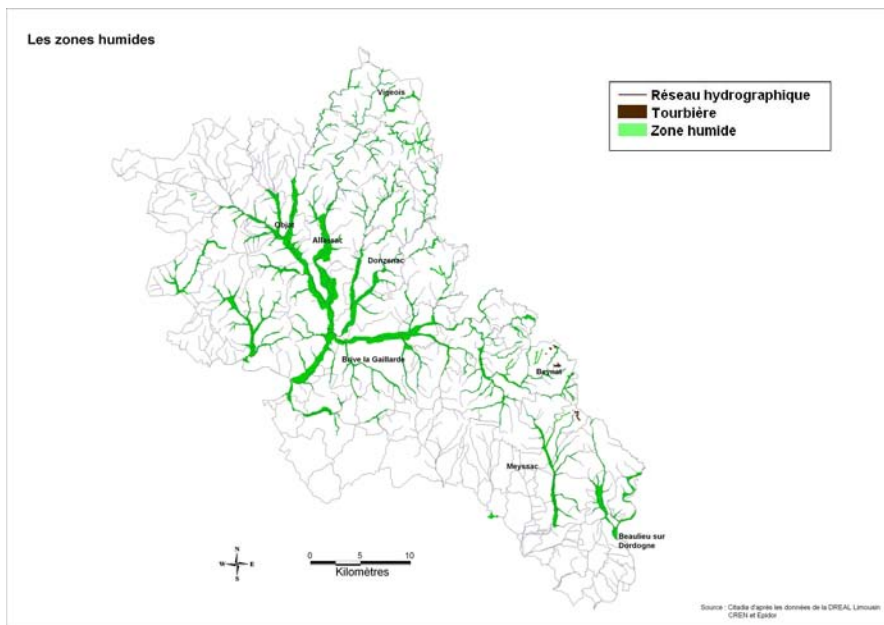 Les zones humides
Réseau hydrographique
Tourbière
Zone humide
Vigeois
Objat
Allassac
Donzenac
Brive la Gaillarde
Beynat
Meyssac
Beaulieu sur
Dordogne
N
W E
S
0 5 10
Kilomètres
Source : Citadia d'après les données de la DREAL Limousin
CREN et Epidor